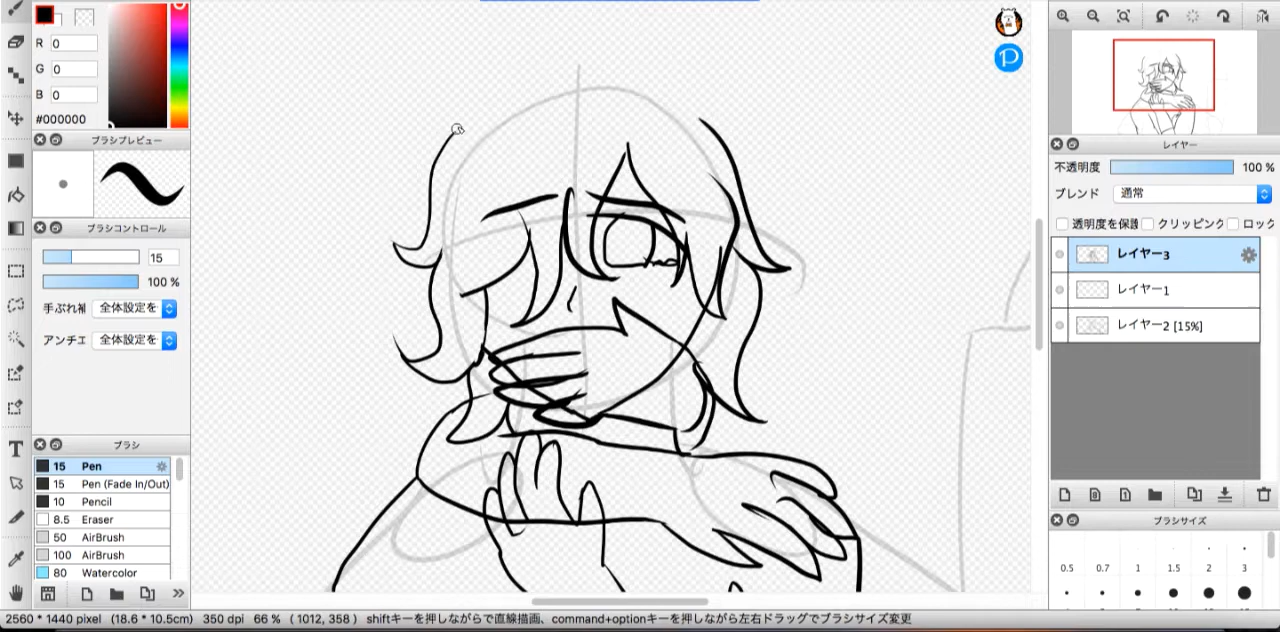 R 0
G 0
B 0
#000000
ブラシプレビュー
ブラシコントロール
15
100 %
手ぶれ補 全体設定を
アンチエ 全体設定を
ブラシ
15 Pen
15 Pen (Fade In/Out)
10 Pencil
8.5 Eraser
50 AirBrush
100 AirBrush
80 Watercolor
P
レイヤー
不透明度 100 %
ブレンド 通常
透明度を保護 クリッピング ロック
レイヤー3
レイヤー1
レイヤー2 [15%]
ブラシサイズ
0.5 0.7 1 1.5 2 3
2560 * 1440 pixel (18.6 * 10.5cm) 350 dpi 66 % ( 1012, 358 ) shiftキーを押しながらで直線描画、command+optionキーを押しながら左右ドラッグでブラシサイズ変更